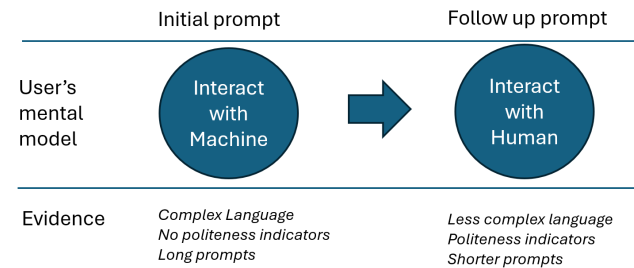 Initial prompt
Follow up prompt
User's
mental
model
Interact
with
Machine
Interact
with
Human
Evidence
Complex Language
No politeness indicators
Long prompts
Less complex language
Politeness indicators
Shorter prompts